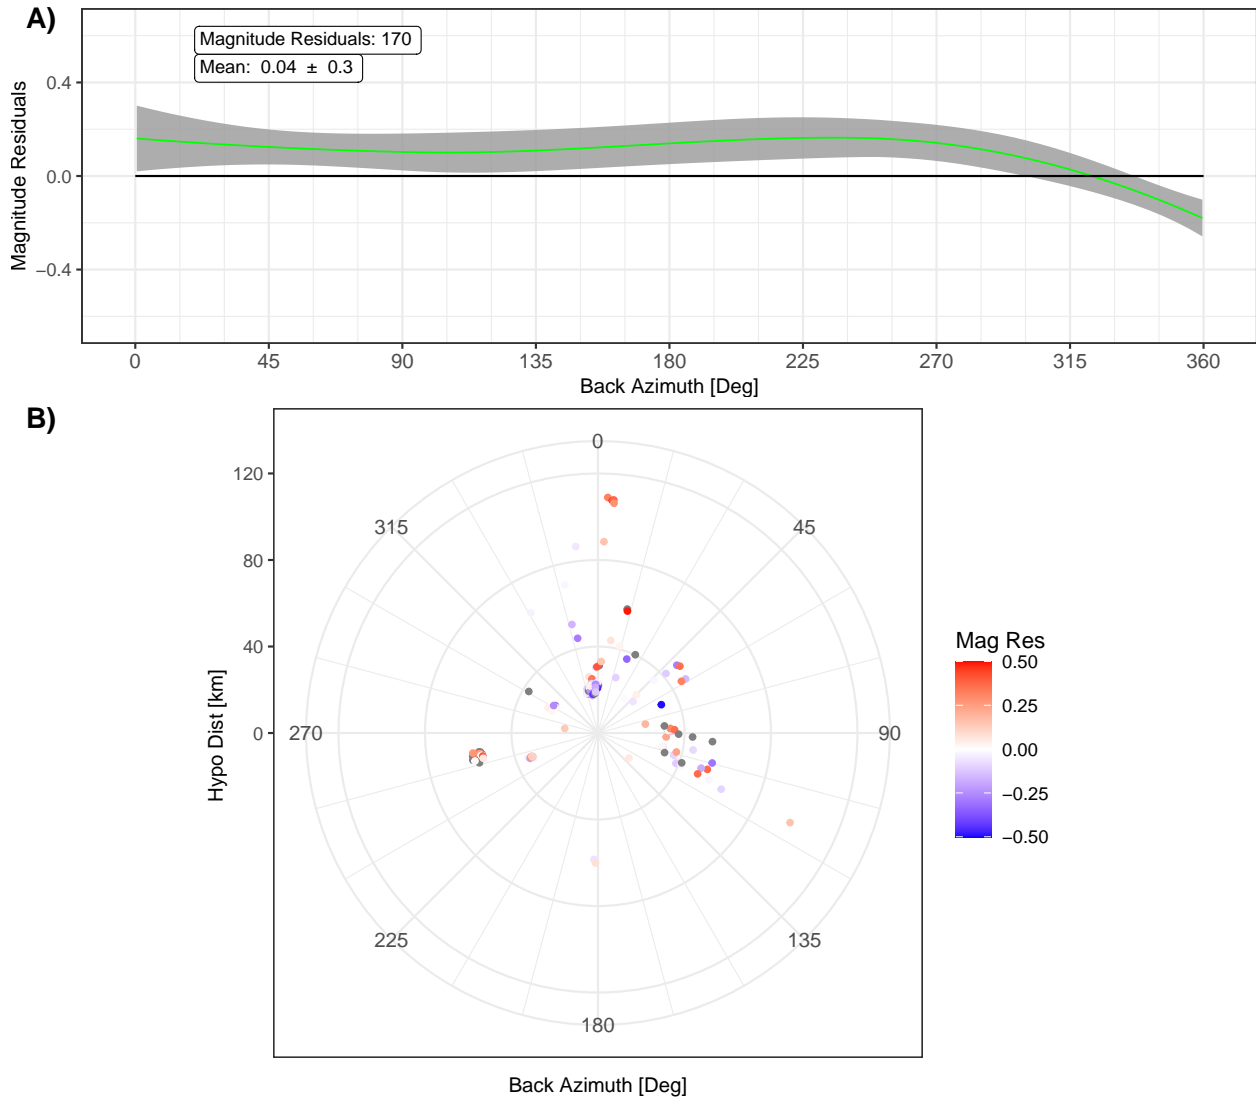 A)
Magnitude Residuals: 170
Mean:  0.04  ±  0.3
0.4
0.0
−0.4
Magnitude Residuals
0 45 90 135 180 225 270 315 360
Back Azimuth [Deg]
B)
0
120
315 45
80
40
Mag Res
0.50
0.25
0 270 90
0.00
−0.25
−0.50
Hypo Dist [km]
225 135
180
Back Azimuth [Deg]